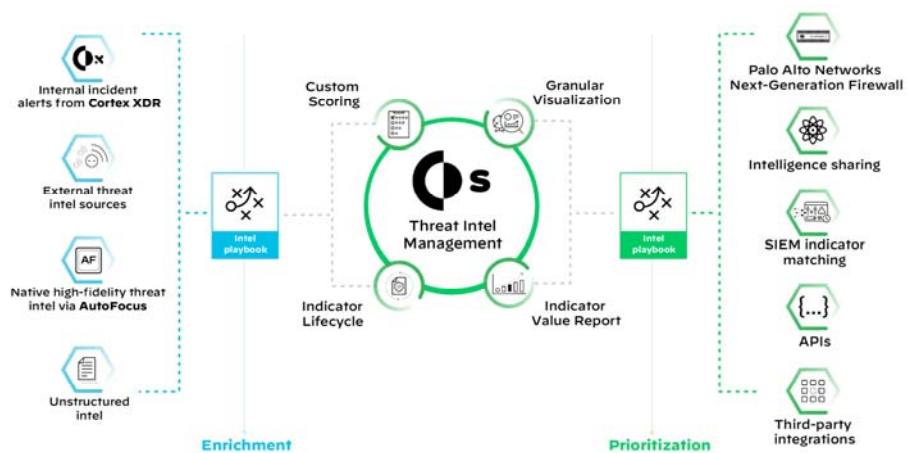 Internal incident
alerts from Cortex XDR
External threat
intel sources
AF
Native high-fidelity threat
intel via AutoFocus
Unstructured
intel
Intel
playbook
Enrichment
Custom
Scoring
Granular
Visualization
S
Threat Intel
Management
Indicator
Lifecycle
Indicator
Value Report
Intel
playbook
Prioritization
Palo Alto Networks
Next-Generation Firewall
Intelligence sharing
SIEM indicator
matching
{...}
APIs
Third-party
integrations